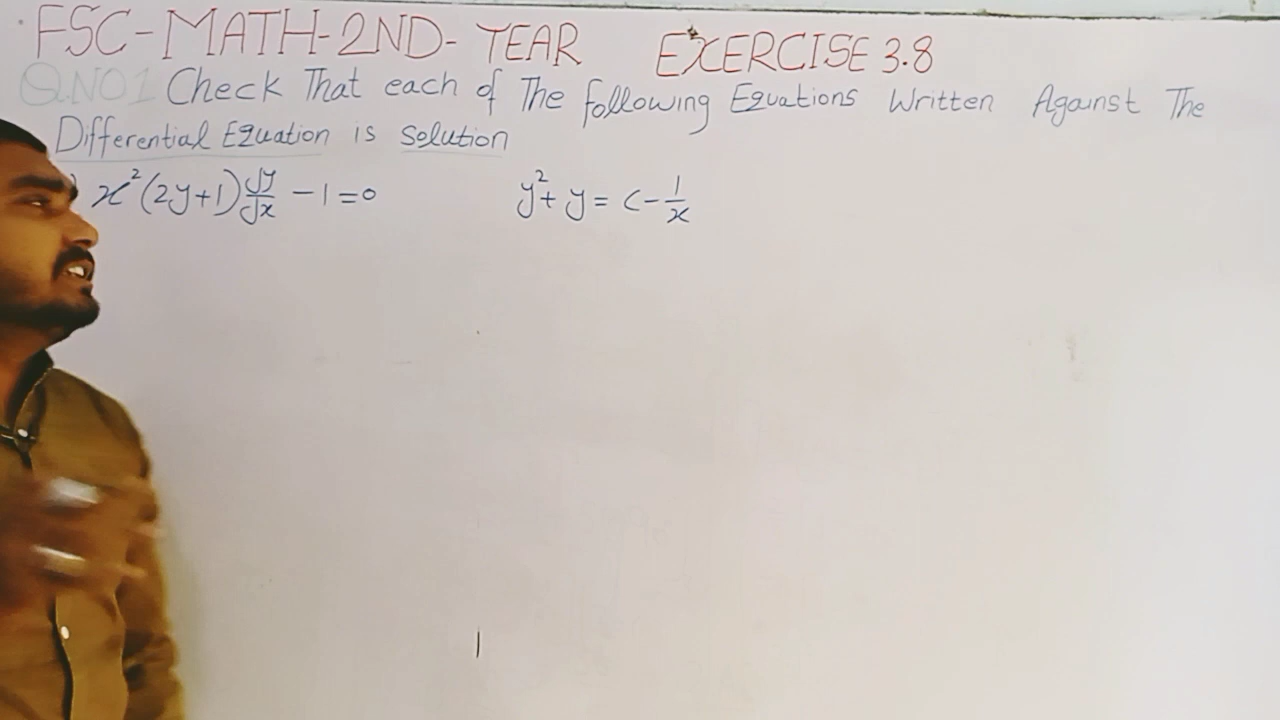 FSC-MATH-2ND-YEAR EXERCISE 3.8
Q.NO1 Check That each of The following Equations Written Against The
Differential Equation is Solution
) x²(2y+1)dy/dx - 1=0 y²+y = c - 1/x